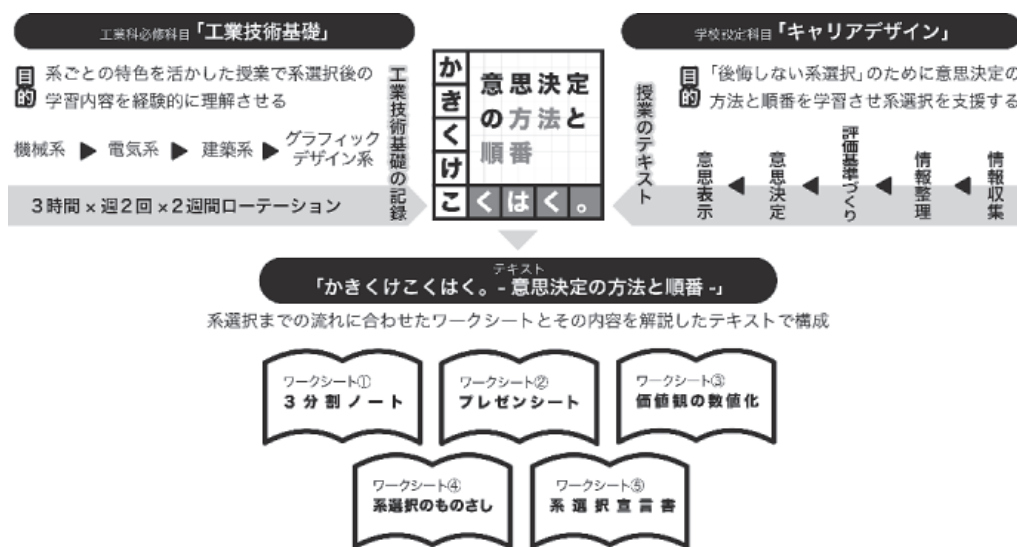 工業科必修科目「工業技術基礎」
目的
系ごとの特色を活かした授業で系選択後の
学習内容を経験的に理解させる
機械系 ▶ 電気系 ▶ 建築系 ▶ グラフィック
デザイン系
3時間×週2回×2週間ローテーション
工業技術基礎の記録
かきくけこくはく。
意思決定
の方法と
順番
学校設定科目「キャリアデザイン」
目的
「後悔しない系選択」のために意思決定の
方法と順番を学習させ系選択を支援する
授業のテキスト
情報収集
情報整理
評価基準づくり
意思決定
意思表示
テキスト
「かきくけこくはく。- 意思決定の方法と順番 -」
系選択までの流れに合わせたワークシートとその内容を解説したテキストで構成
ワークシート①
3分割ノート
ワークシート②
プレゼンシート
ワークシート③
価値観の数値化
ワークシート④
系選択のものさし
ワークシート⑤
系選択宣言書